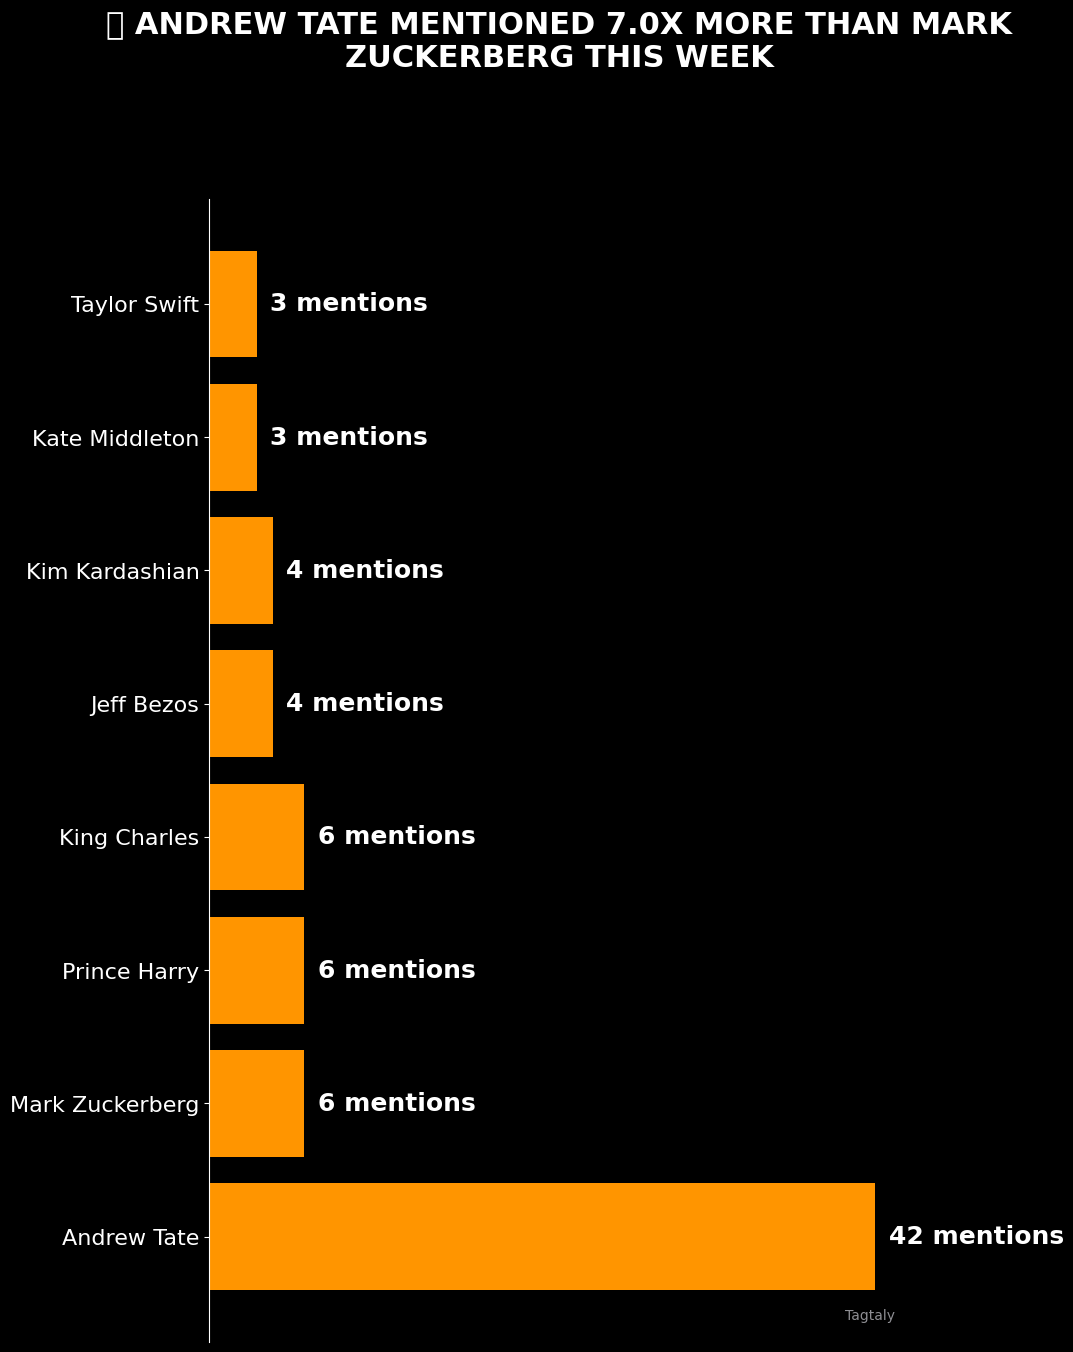 ANDREW TATE MENTIONED 7.0X MORE THAN MARK
ZUCKERBERG THIS WEEK
Taylor Swift 3 mentions
Kate Middleton 3 mentions
Kim Kardashian 4 mentions
Jeff Bezos 4 mentions
King Charles 6 mentions
Prince Harry 6 mentions
Mark Zuckerberg 6 mentions
Andrew Tate 42 mentions
Tagtaly